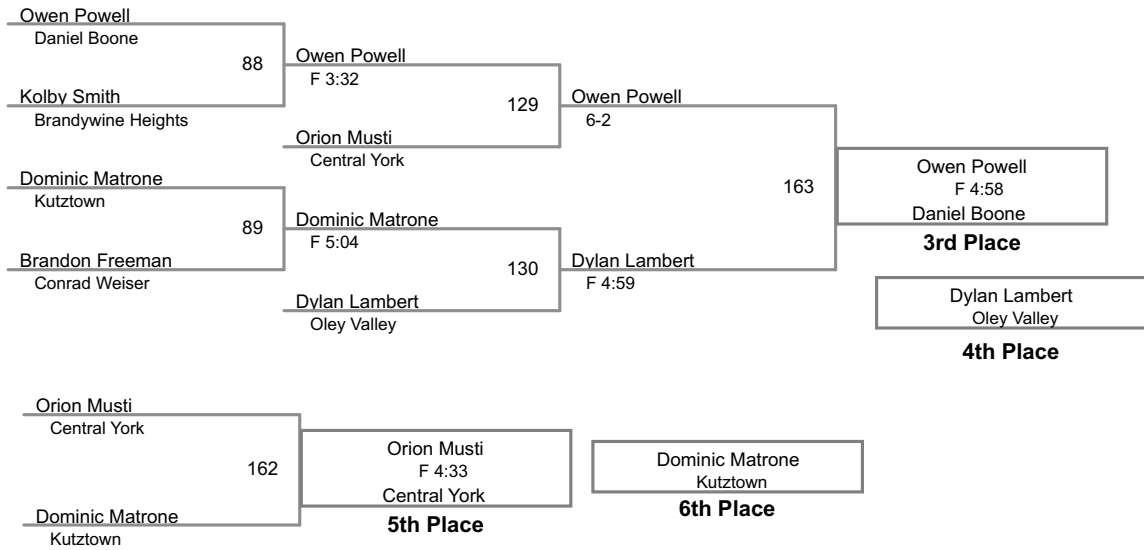 Owen Powell
Daniel Boone
88
Kolby Smith
Brandywine Heights
Owen Powell
F 3:32
129
Orion Musti
Central York
Owen Powell
6-2
Dominic Matrone
Kutztown
89
Brandon Freeman
Conrad Weiser
Dominic Matrone
F 5:04
130
Dylan Lambert
Oley Valley
Dylan Lambert
F 4:59
163
Owen Powell
F 4:58
Daniel Boone
3rd Place
Dylan Lambert
Oley Valley
4th Place
Orion Musti
Central York
162
Dominic Matrone
Kutztown
Orion Musti
F 4:33
Central York
5th Place
Dominic Matrone
Kutztown
6th Place